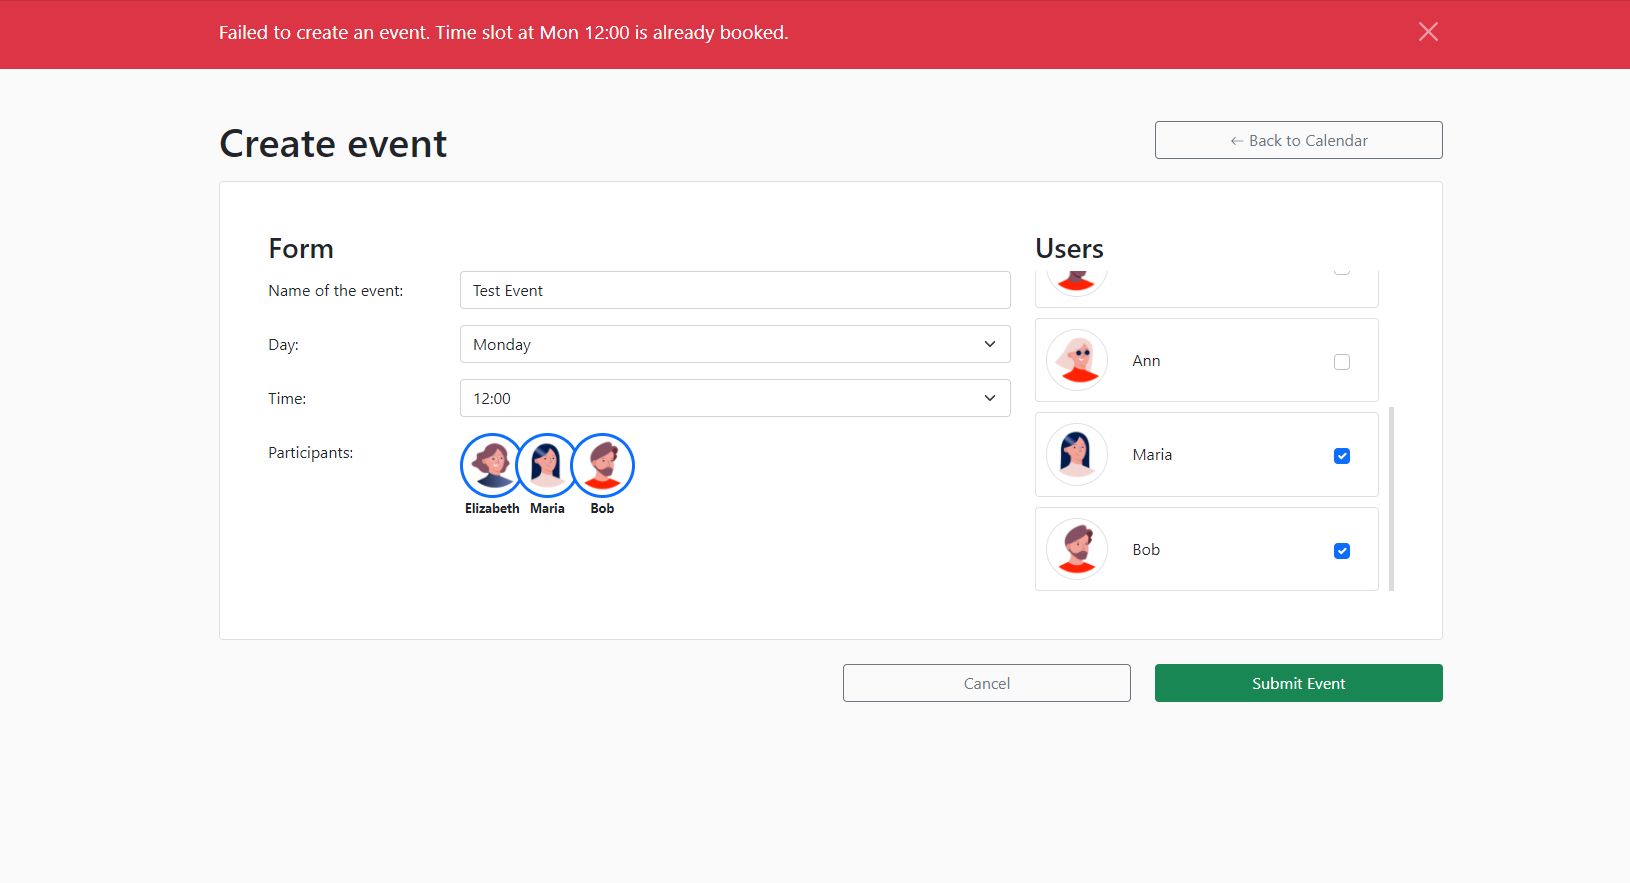 Failed to create an event. Time slot at Mon 12:00 is already booked.
Create event
← Back to Calendar
Form
Name of the event:
Test Event
Day:
Monday
Time:
12:00
Participants:
Elizabeth Maria Bob
Users
Ann
Maria
Bob
Cancel
Submit Event